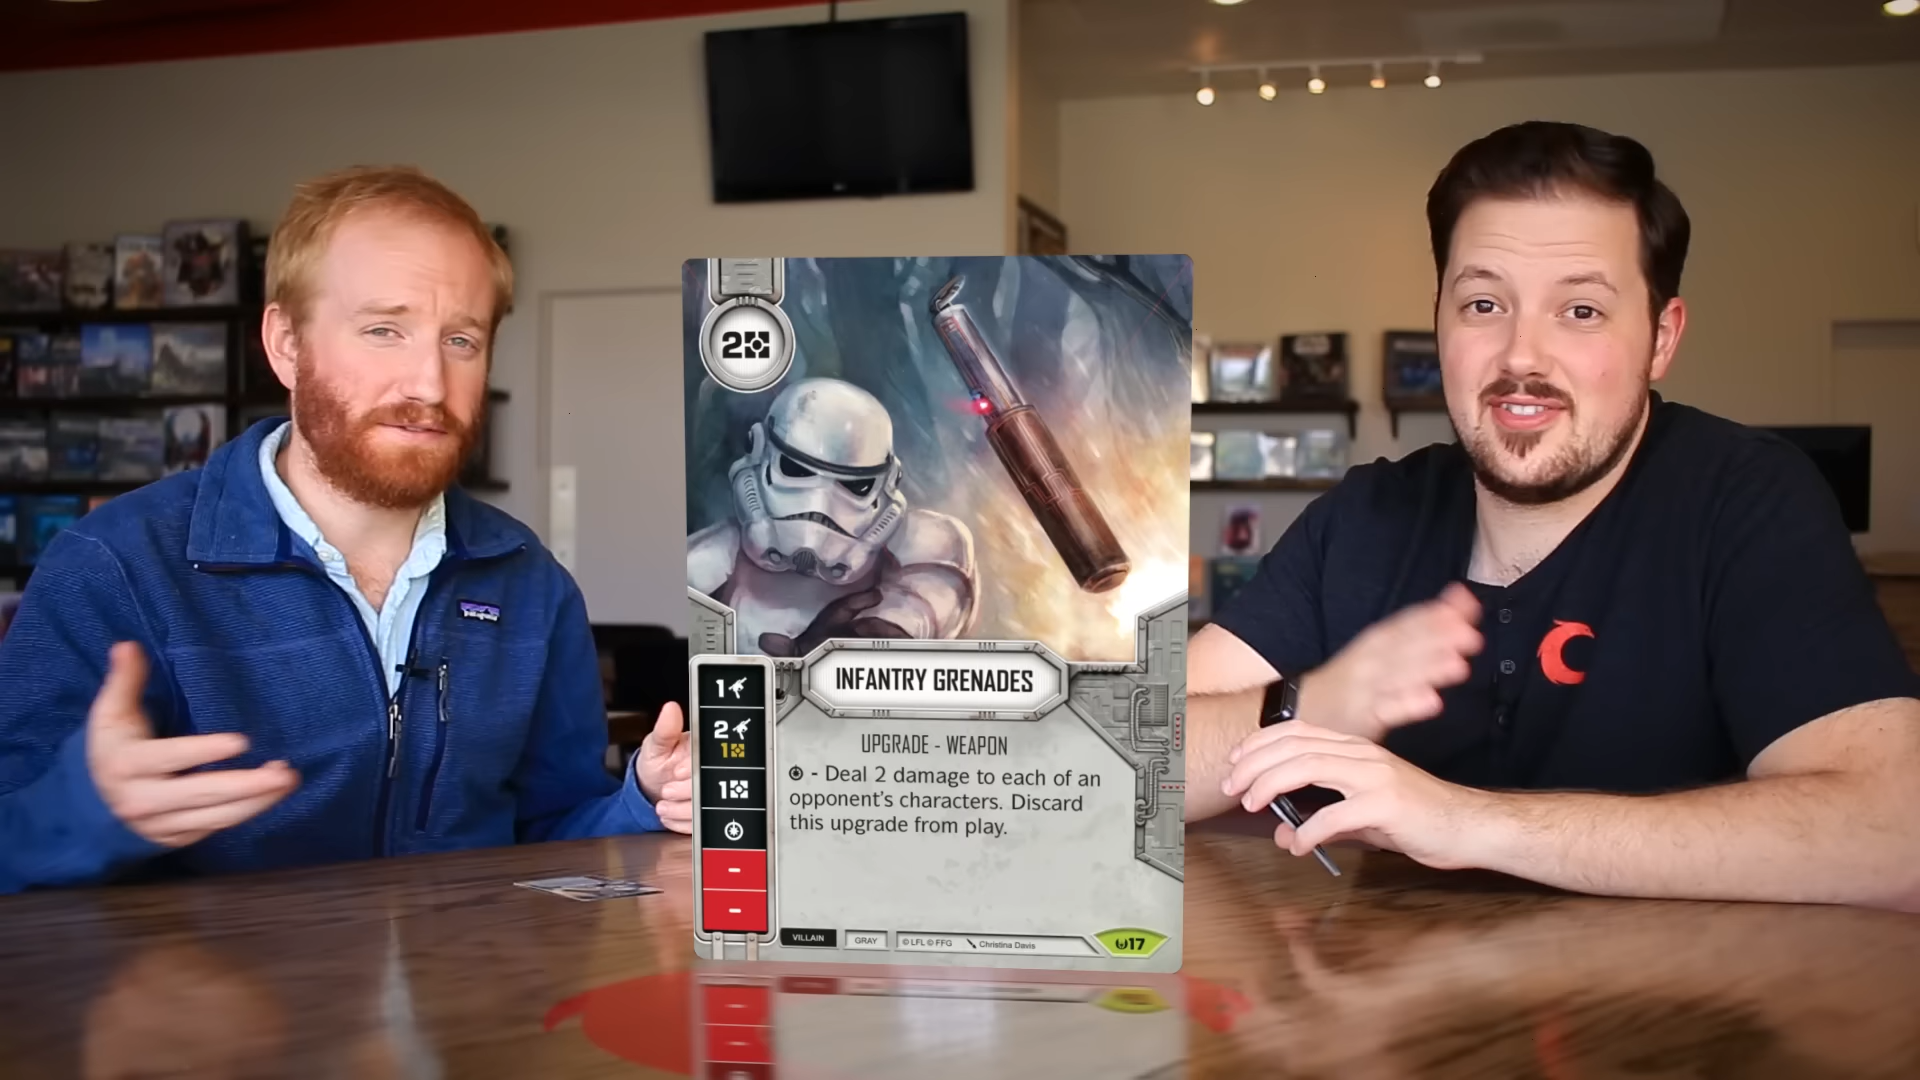 2
INFANTRY GRENADES
1
2
1
1
-
-
UPGRADE - WEAPON
- Deal 2 damage to each of an
opponent's characters. Discard
this upgrade from play.
VILLAIN
GRAY
© LFL © FFG
Christina Davis
17
patagonia